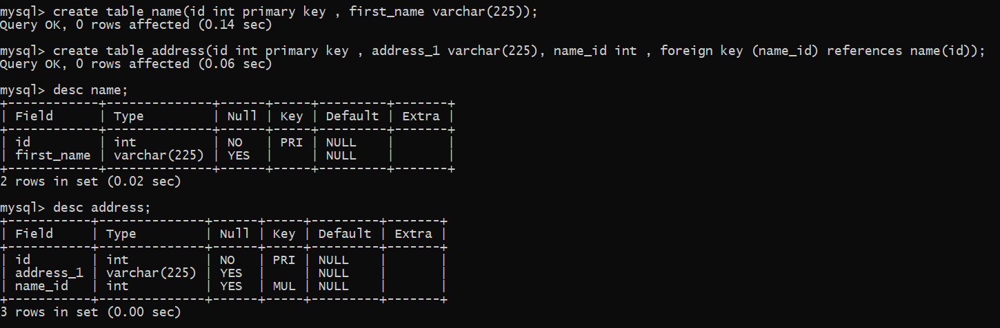 mysql> create table name(id int primary key , first_name varchar(225));
Query OK, 0 rows affected (0.14 sec)

mysql> create table address(id int primary key , address_1 varchar(225), name_id int , foreign key (name_id) references name(id));
Query OK, 0 rows affected (0.06 sec)

mysql> desc name;
+------------+--------------+------+-----+---------+-------+
| Field      | Type         | Null | Key | Default | Extra |
+------------+--------------+------+-----+---------+-------+
| id         | int          | NO   | PRI | NULL    |       |
| first_name | varchar(225) | YES  |     | NULL    |       |
+------------+--------------+------+-----+---------+-------+
2 rows in set (0.02 sec)

mysql> desc address;
+-----------+--------------+------+-----+---------+-------+
| Field     | Type         | Null | Key | Default | Extra |
+-----------+--------------+------+-----+---------+-------+
| id        | int          | NO   | PRI | NULL    |       |
| address_1 | varchar(225) | YES  |     | NULL    |       |
| name_id   | int          | YES  | MUL | NULL    |       |
+-----------+--------------+------+-----+---------+-------+
3 rows in set (0.00 sec)